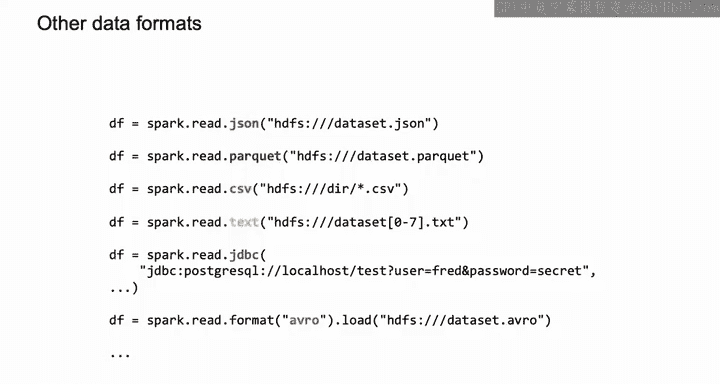 Other data formats
df = spark.read.json("hdfs:///dataset.json")
df = spark.read.parquet("hdfs:///dataset.parquet")
df = spark.read.csv("hdfs:///dir/*.csv")
df = spark.read.text("hdfs:///dataset[0-7].txt")
df = spark.read.jdbc(
"jdbc:postgresql://localhost/test?user=fred&password=secret",
...)
df = spark.read.format("avro").load("hdfs:///dataset.avro")
...